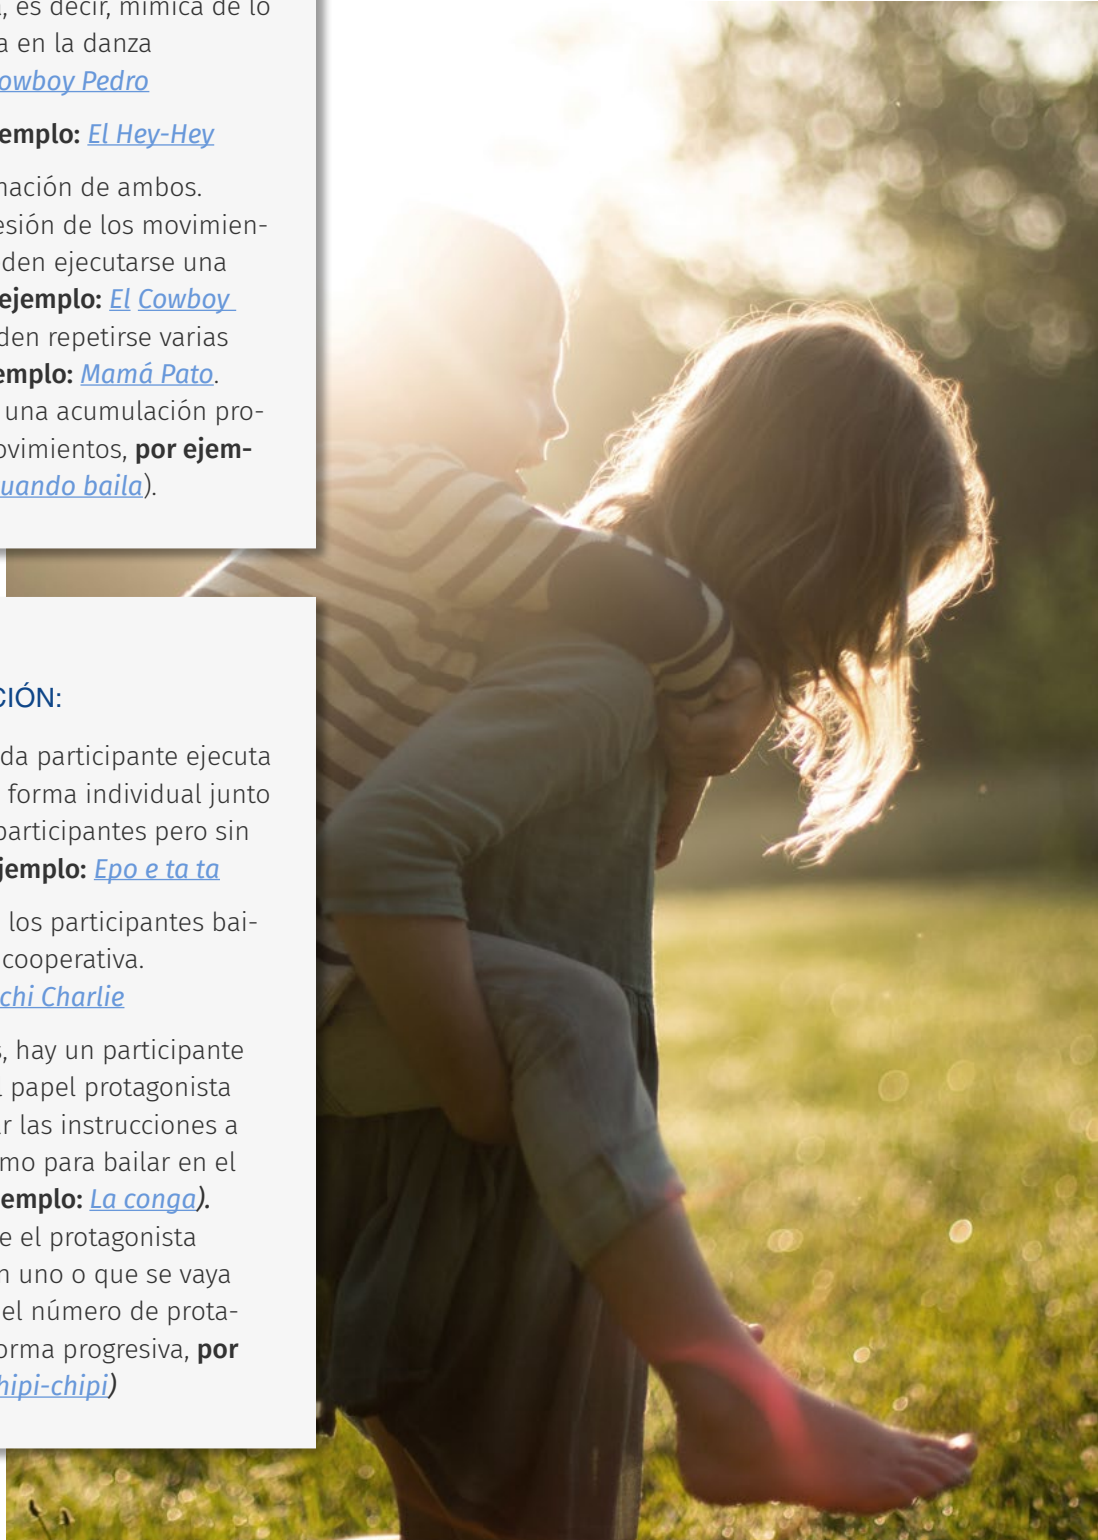 , es decir, mímica de lo
a en la danza
owboy Pedro
emplo: El Hey-Hey
nación de ambos.
esión de los movimien-
den ejecutarse una
ejemplo: El Cowboy
den repetirse varias
emplo: Mamá Pato.
una acumulación pro-
ovimientos, por ejem-
uando baila).
CIÓN:
da participante ejecuta
forma individual junto
participantes pero sin
jemplo: Epo e ta ta
los participantes bai-
cooperativa.
chi Charlie
, hay un participante
papel protagonista
r las instrucciones a
mo para bailar en el
emplo: La conga).
e el protagonista
n uno o que se vaya
el número de prota-
orma progresiva, por
hipi-chipi)